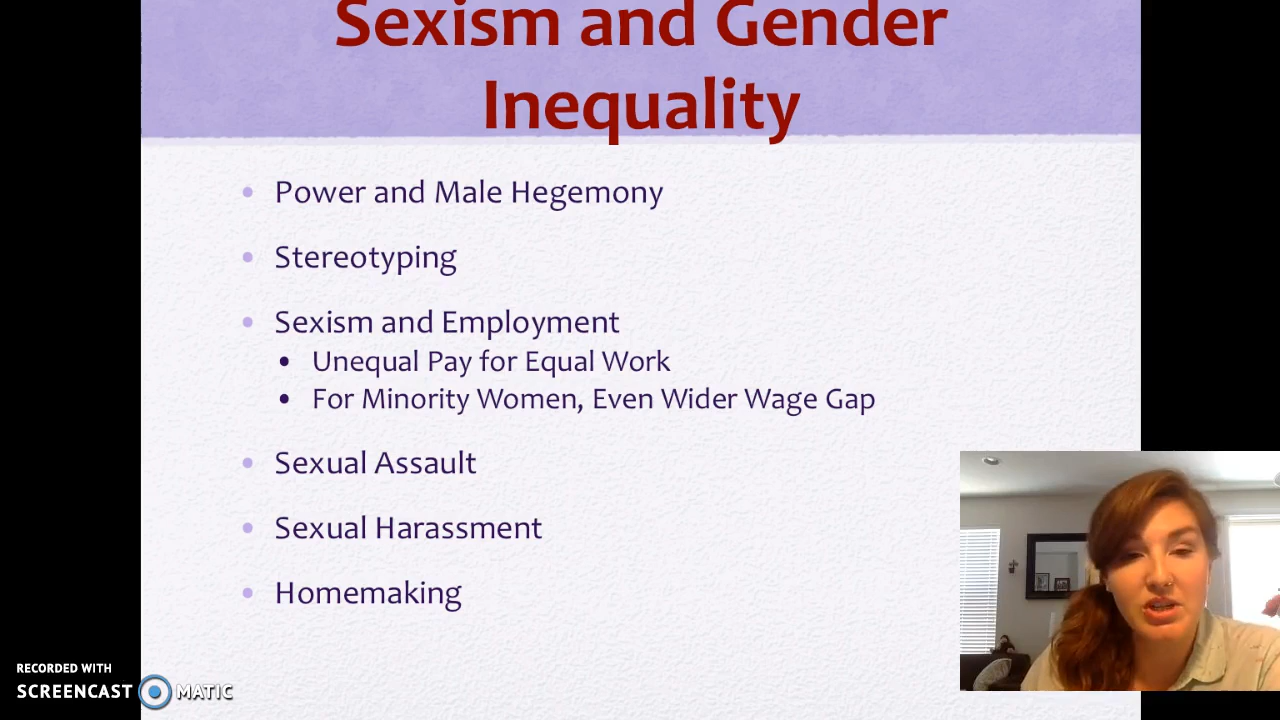 Sexism and Gender
Inequality
• Power and Male Hegemony
• Stereotyping
• Sexism and Employment
• Unequal Pay for Equal Work
• For Minority Women, Even Wider Wage Gap
• Sexual Assault
• Sexual Harassment
• Homemaking
RECORDED WITH
SCREENCAST MATIC